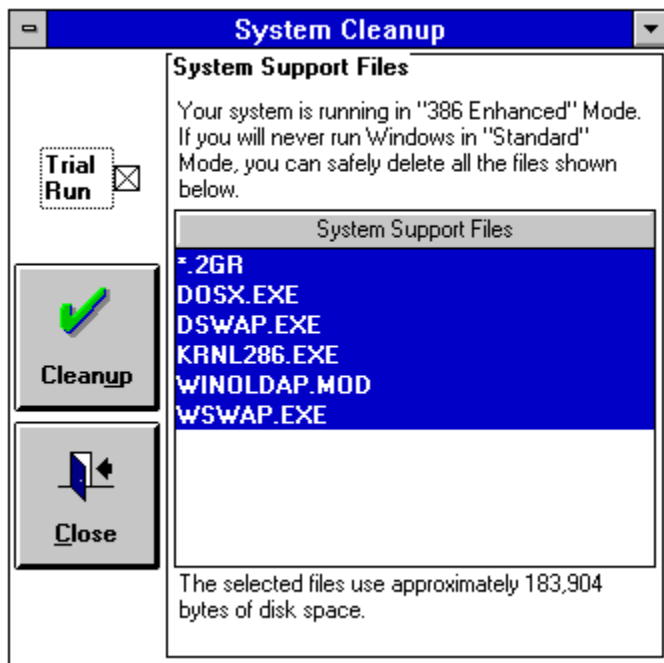 System Cleanup
System Support Files
Your system is running in "386 Enhanced" Mode.
If you will never run Windows in "Standard"
Mode, you can safely delete all the files shown
below.
Trial
Run
System Support Files
*.2GR
DOSX.EXE
DSWAP.EXE
KRNL286.EXE
WINOLDAP.MOD
WSWAP.EXE
Cleanup
Close
The selected files use approximately 183,904
bytes of disk space.